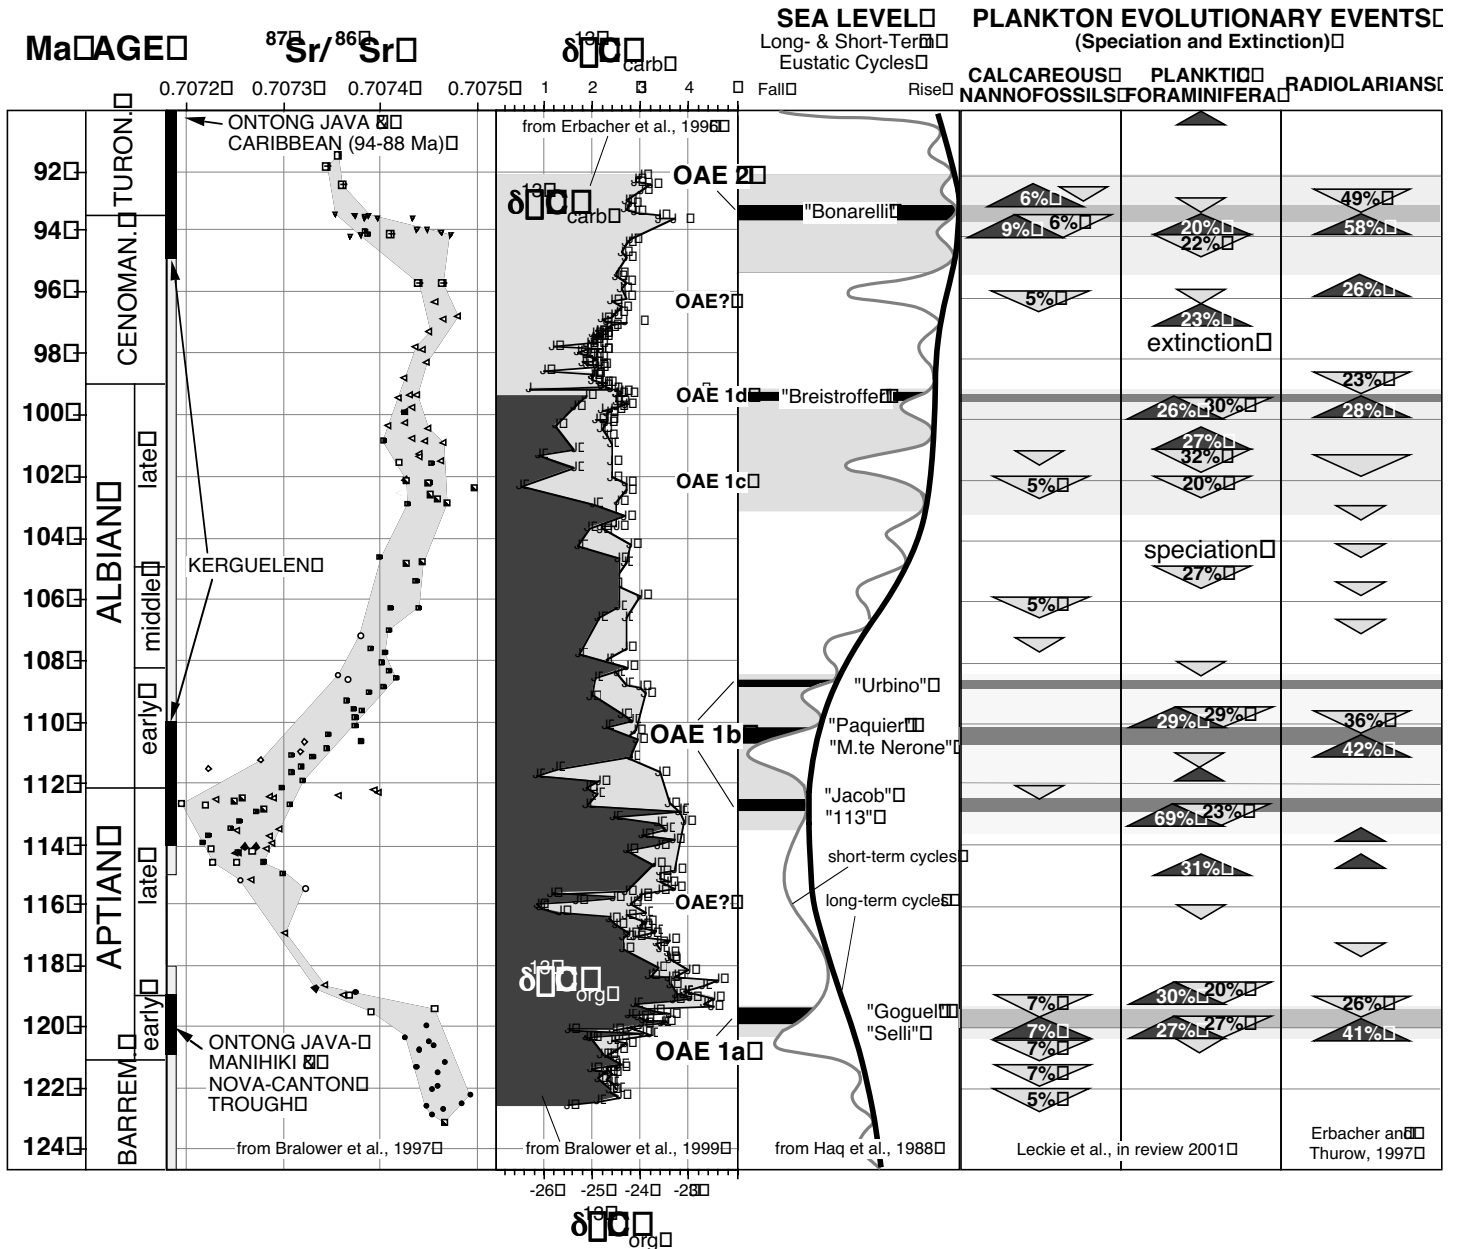 Ma AGE
87Sr/86Sr
δ13Ccarb
SEA LEVEL
Long- & Short-Term
Eustatic Cycles
Fall Rise
PLANKTON EVOLUTIONARY EVENTS
(Speciation and Extinction)
CALCAREOUS
NANNOFOSSILS
PLANKTIC
FORAMINIFERA
RADIOLARIANS
0.7072 0.7073 0.7074 0.7075
1 2 3 4
92
94
96
98
100
102
104
106
108
110
112
114
116
118
120
122
124
TURON.
CENOMAN.
ALBIAN
late
middle
early
APTIAN
late
early
BARREM.
ONTONG JAVA &
CARIBBEAN (94-88 Ma)
KERGUELEN
ONTONG JAVA-
MANIHIKI &
NOVA-CANTON
TROUGH
from Bralower et al., 1997
from Erbacher et al., 1996
δ13Ccarb
δ13Corg
from Bralower et al., 1999
-26 -25 -24 -23
δ13Corg
OAE 2
"Bonarelli"
OAE?
OAE 1d
"Breistroffer"
OAE 1c
"Urbino"
OAE 1b
"Paquier"
"M.te Nerone"
"Jacob"
"113"
short-term cycles
OAE?
long-term cycles
"Goguel"
"Selli"
OAE 1a
from Haq et al., 1988
6%
9% 6%
5%
5%
5%
7%
7%
7%
7%
5%
20%
22%
23%
extinction
26% 30%
27%
32%
20%
speciation
27%
29% 29%
69% 23%
31%
30% 20%
27% 27%
Leckie et al., in review 2001
49%
58%
26%
23%
28%
36%
42%
26%
41%
Erbacher and
Thurow, 1997